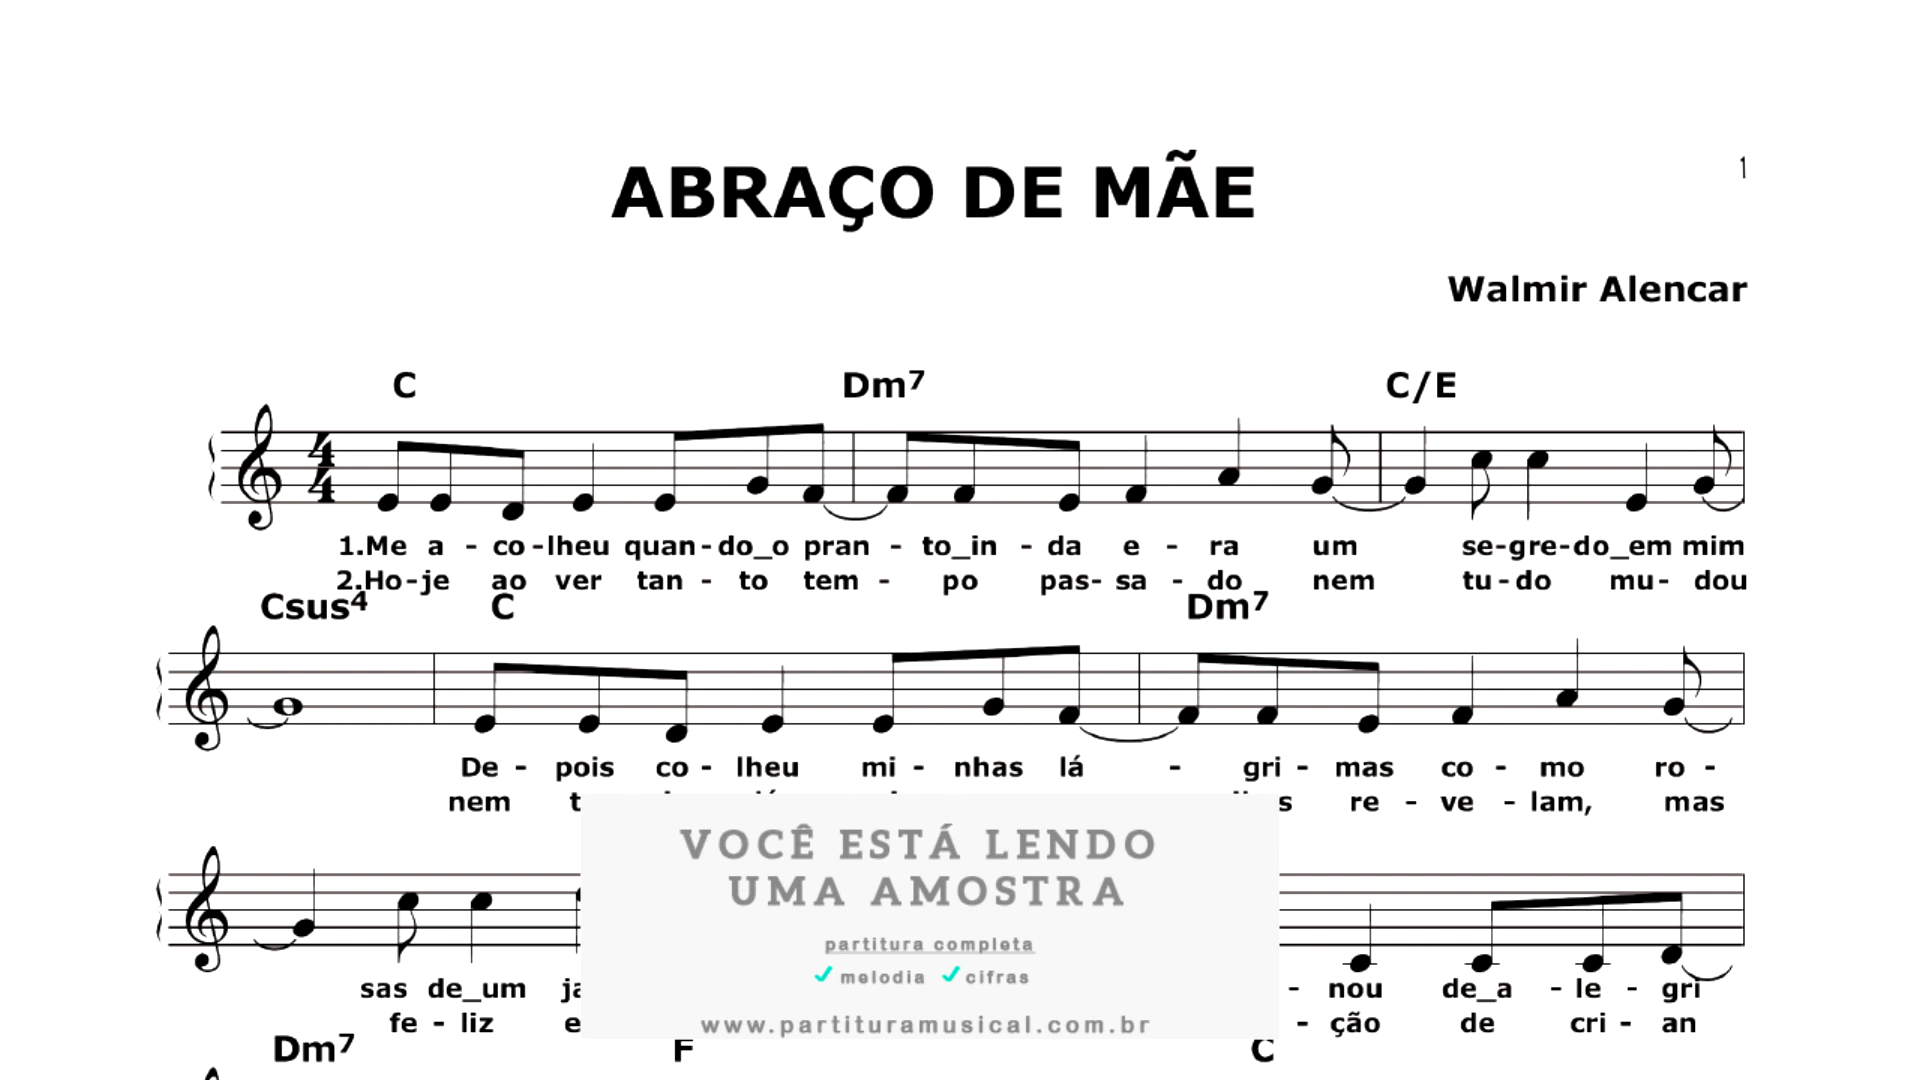 1
ABRAÇO DE MÃE
Walmir Alencar
C Dm7 C/E
4
4
1.Me a - co-lheu quan-do_o pran - to_in - da e - ra um se-gre-do_em mim
2.Ho-je ao ver tan - to tem - po pas- sa - do nem tu-do mu- dou
Csus4 C Dm7
De - pois co - lheu mi - nhas lá - gri - mas co - mo ro -
nem re - ve - lam, mas
sas de_um - nou de_a - le - gri
fe - liz - ção de cri - an
Dm7 F C
VOCÊ ESTÁ LENDO
UMA AMOSTRA
partitura completa
melodia cifras
www.partituramusical.com.br